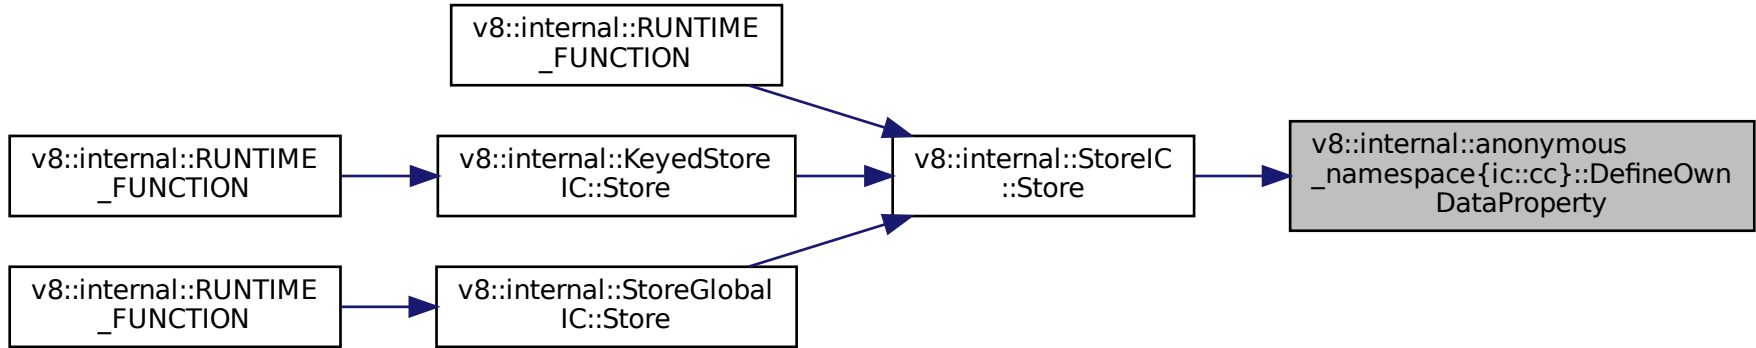 v8::internal::RUNTIME
_FUNCTION
v8::internal::RUNTIME
_FUNCTION
v8::internal::KeyedStore
IC::Store
v8::internal::StoreIC
::Store
v8::internal::anonymous
_namespace{ic::cc}::DefineOwn
DataProperty
v8::internal::RUNTIME
_FUNCTION
v8::internal::StoreGlobal
IC::Store